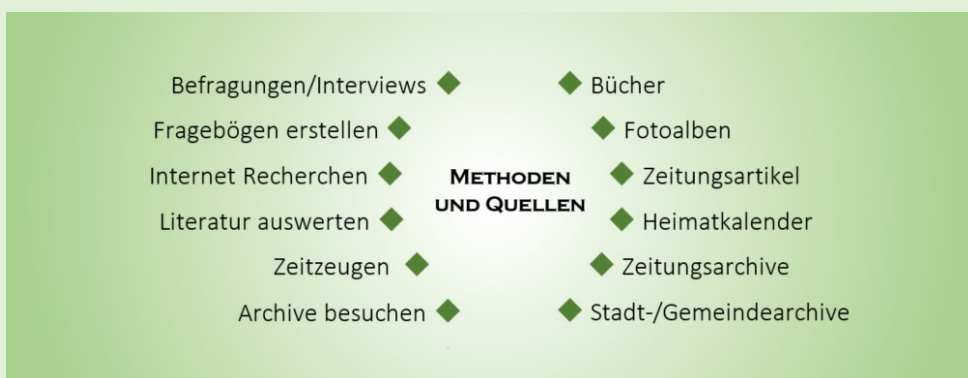 Befragungen/Interviews
Fragebögen erstellen
Internet Recherchen
Literatur auswerten
Zeitzeugen
Archive besuchen
METHODEN
UND QUELLEN
Bücher
Fotoalben
Zeitungsartikel
Heimatkalender
Zeitungsarchive
Stadt-/Gemeindearchive